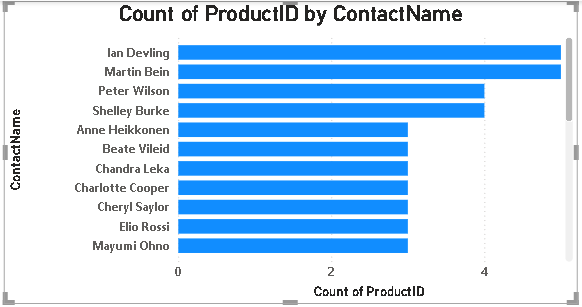 Count of ProductID by ContactName
ContactName
Ian Devling
Martin Bein
Peter Wilson
Shelley Burke
Anne Heikkonen
Beate Vileid
Chandra Leka
Charlotte Cooper
Cheryl Saylor
Elio Rossi
Mayumi Ohno
0 2 4
Count of ProductID